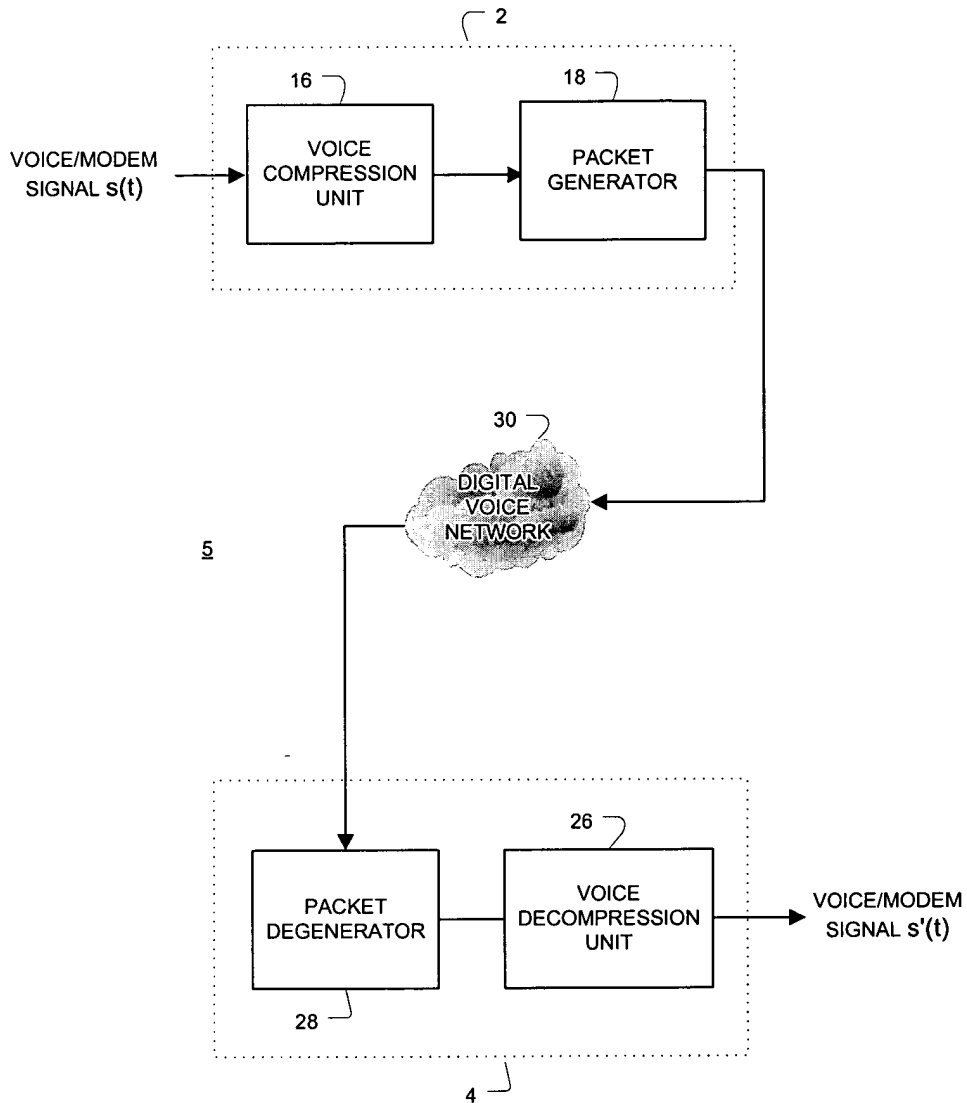 2
16
18
VOICE/MODEM
SIGNAL s(t)
VOICE
COMPRESSION
UNIT
PACKET
GENERATOR
30
DIGITAL
VOICE
NETWORK
5
26
PACKET
DEGENERATOR
VOICE
DECOMPRESSION
UNIT
VOICE/MODEM
SIGNAL s'(t)
28
4